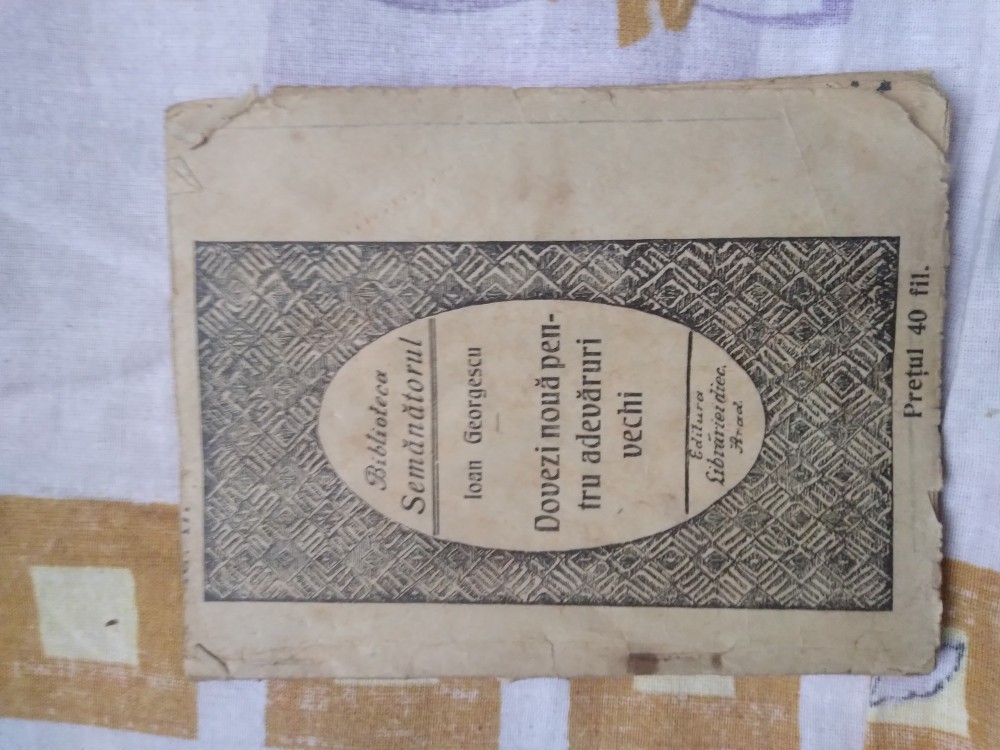 Biblioteca
Semănătorul
Ioan Georgescu
Dovezi nouă pen-
tru adevăruri
vechi
Editura
Librăriei diec.
Arad.
Prețul 40 fil.